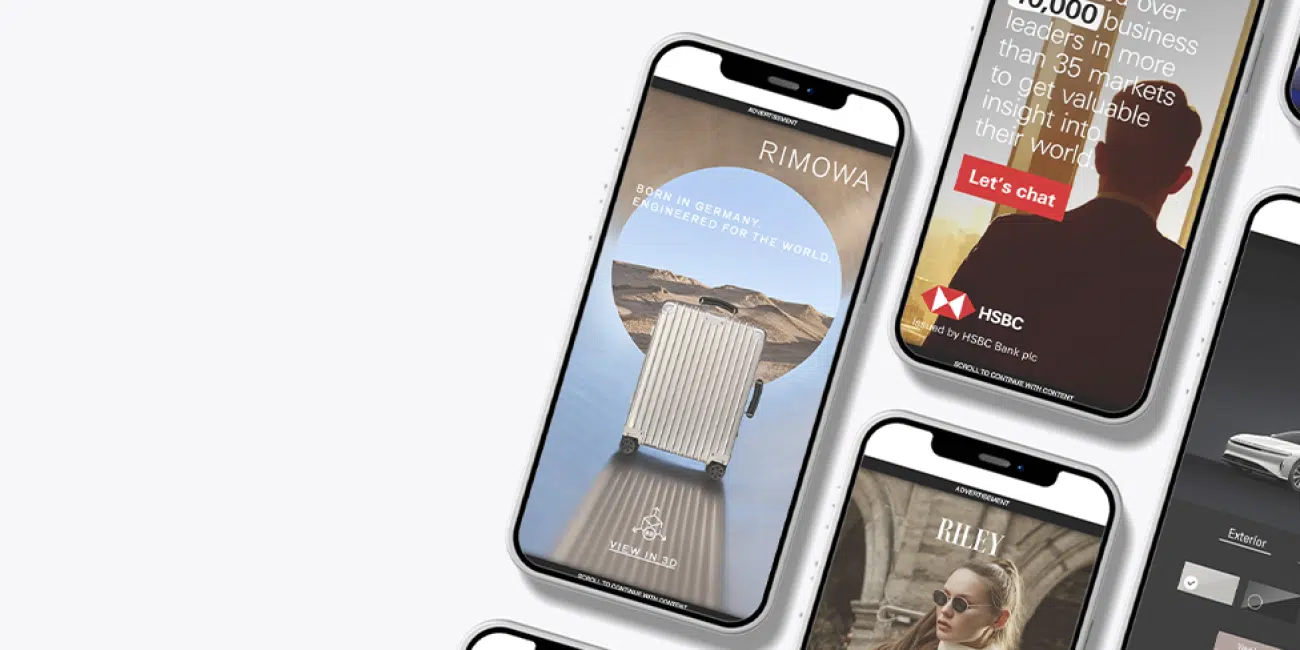 ADVERTISEMENT
RIMOWA
BORN IN GERMANY.
ENGINEERED FOR THE WORLD.
VIEW IN 3D
SCROLL TO CONTINUE WITH CONTENT
over
10,000 business
leaders in more
than 35 markets
to get valuable
insight into
their world.
Let's chat
HSBC
Issued by HSBC Bank plc
SCROLL TO CONTINUE WITH CONTENT
ADVERTISEMENT
RILEY
Exterior